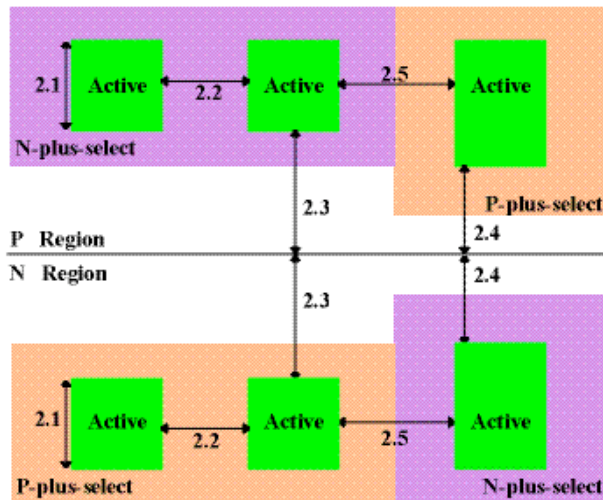 2.1
Active
2.2
Active
2.5
Active
N-plus-select
2.3
P-plus-select
2.4
P Region
N Region
2.4
2.3
2.1
Active
2.2
Active
2.5
Active
P-plus-select
N-plus-select